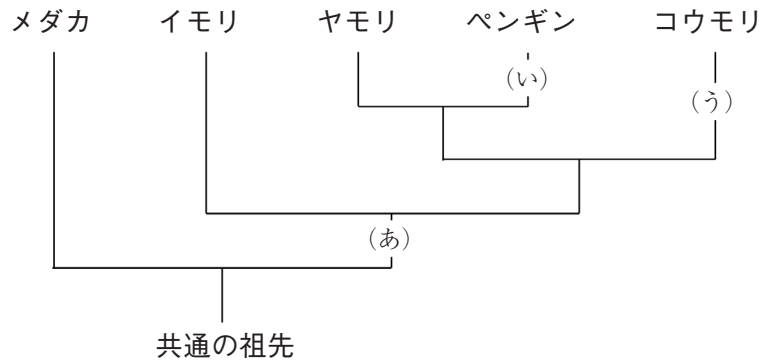 メダカ イモリ ヤモリ ペンギン コウモリ
（い）
（う）
（あ）
共通の祖先